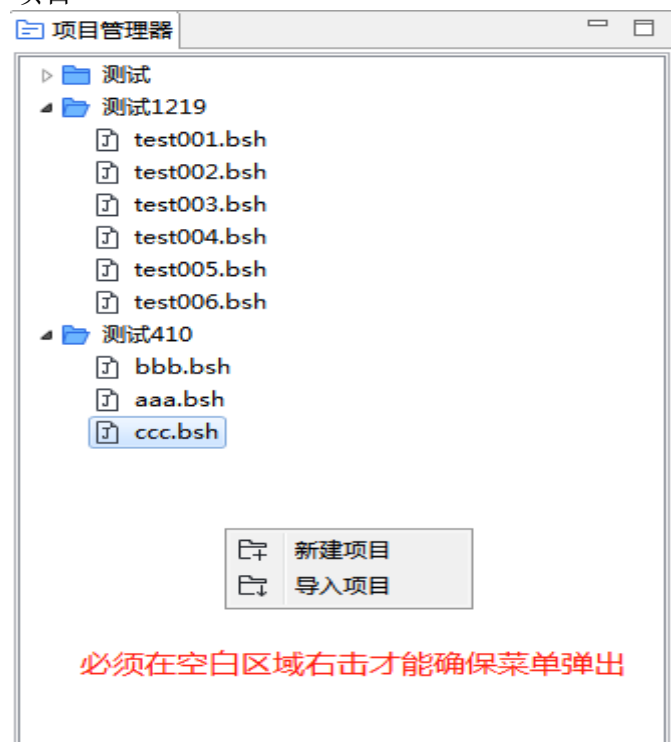 项目管理器
测试
测试1219
test001.bsh
test002.bsh
test003.bsh
test004.bsh
test005.bsh
test006.bsh
测试410
bbb.bsh
aaa.bsh
ccc.bsh
新建项目
导入项目
必须在空白区域右击才能确保菜单弹出